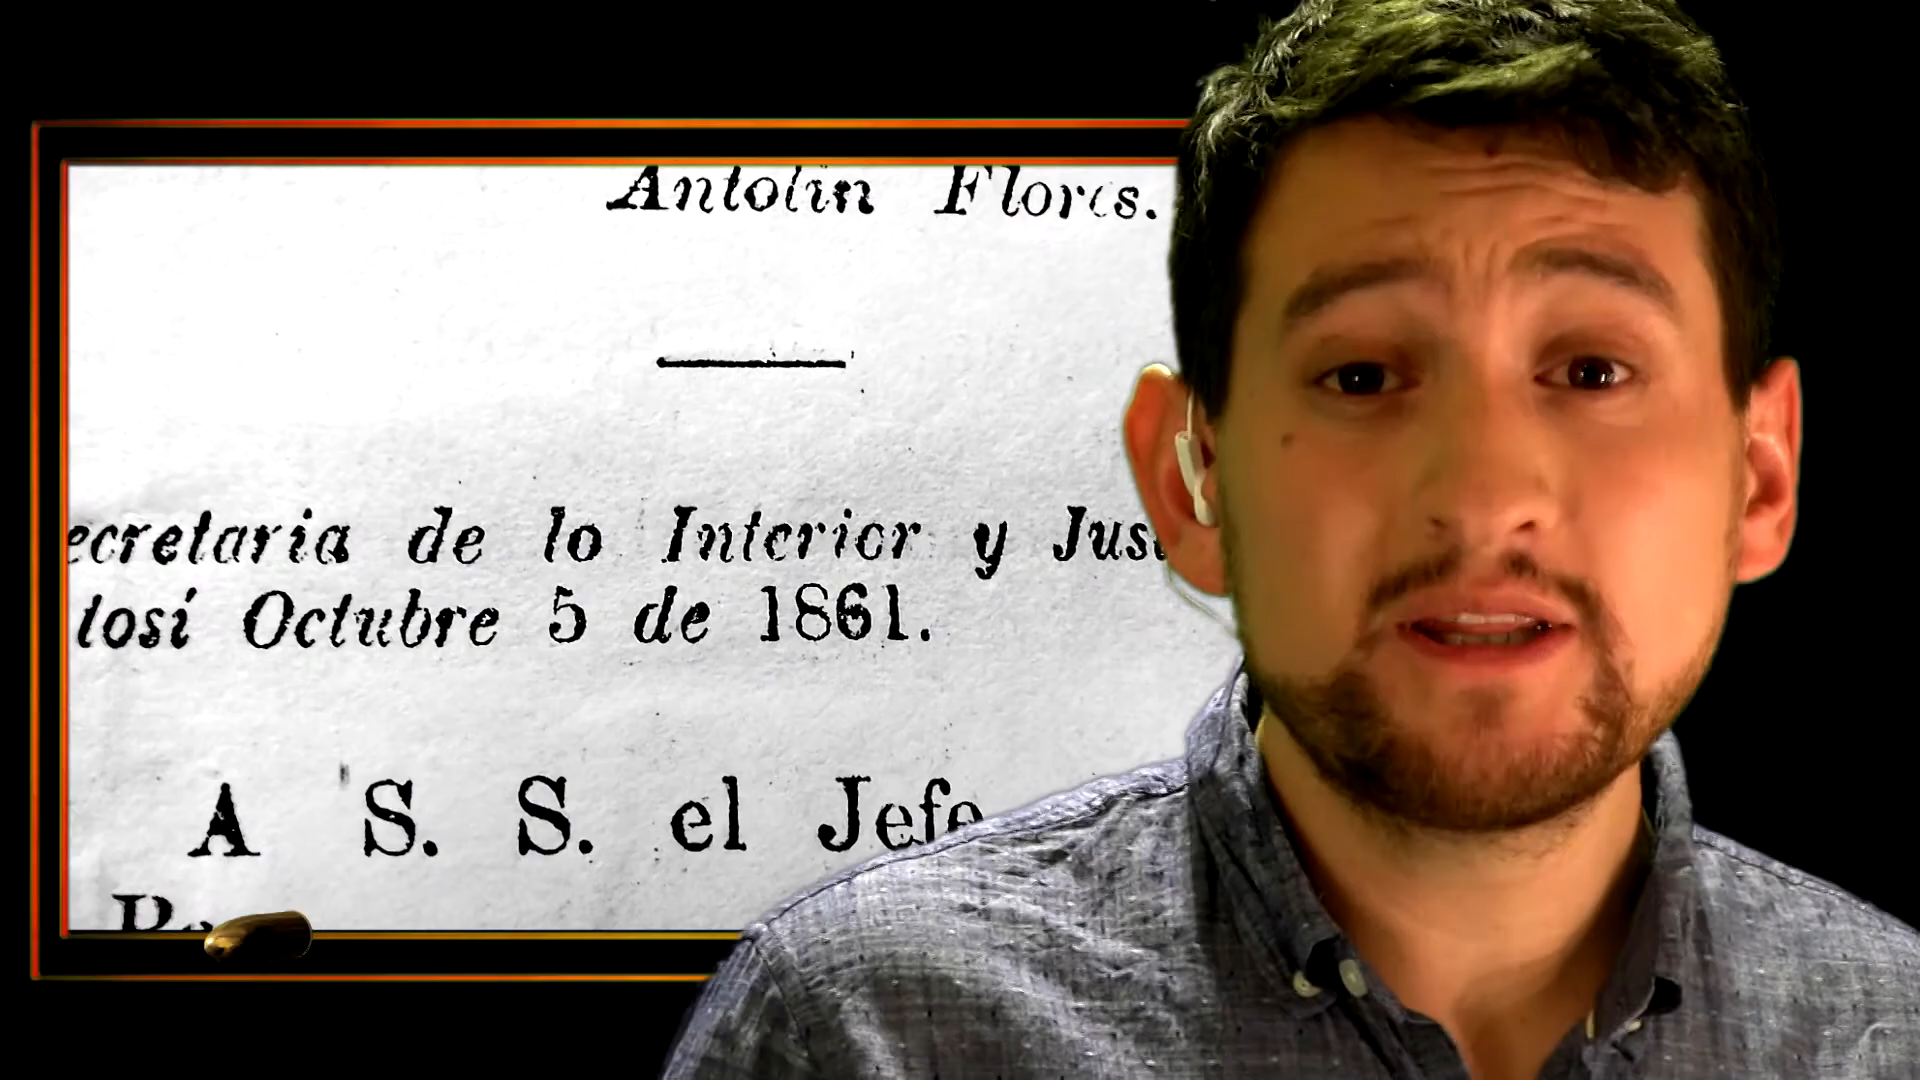 Antolin Flores.
ecretaria de lo Interior y Jus
tosí Octubre 5 de 1861.
A S. S. el Jefe